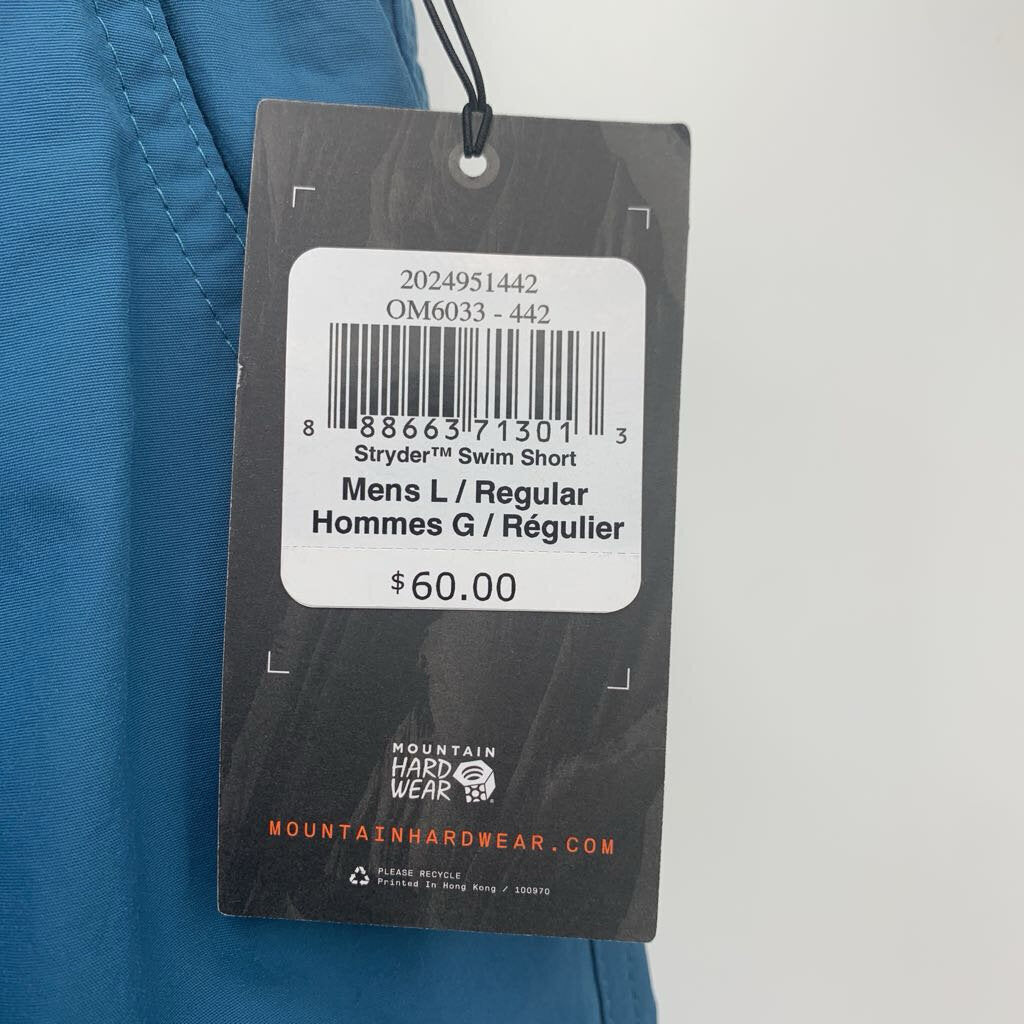 2024951442
OM6033 - 442
8 88663 71301 3
Stryder™ Swim Short
Mens L / Regular
Hommes G / Régulier
$60.00
MOUNTAIN
HARD
WEAR
MOUNTAINHARDWEAR.COM
PLEASE RECYCLE
Printed In Hong Kong / 100970